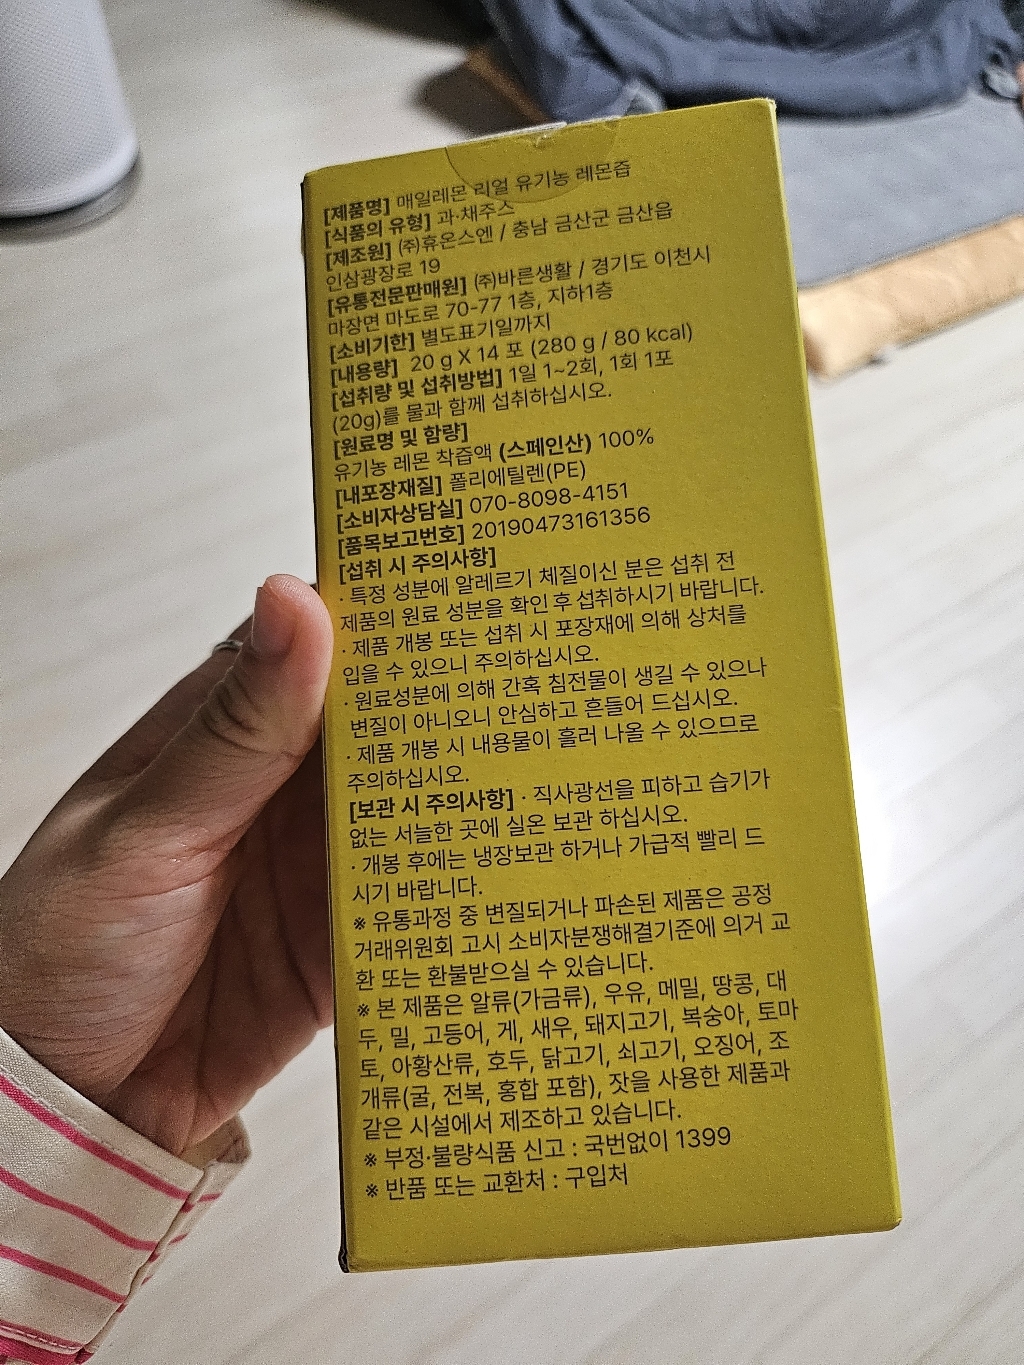 [제품명] 매일레몬 리얼 유기농 레몬즙
[식품의 유형] 과·채주스
[제조원] ㈜휴온스엔 / 충남 금산군 금산읍
인삼광장로 19
[유통전문판매원] ㈜바른생활 / 경기도 이천시
마장면 마도로 70-77 1층, 지하1층
[소비기한] 별도표기일까지
[내용량] 20 g X 14 포 (280 g / 80 kcal)
[섭취량 및 섭취방법] 1일 1~2회, 1회 1포
(20g)를 물과 함께 섭취하십시오.
[원료명 및 함량]
유기농 레몬 착즙액 (스페인산) 100%
[내포장재질] 폴리에틸렌(PE)
[소비자상담실] 070-8098-4151
[품목보고번호] 20190473161356
[섭취 시 주의사항]
· 특정 성분에 알레르기 체질이신 분은 섭취 전
제품의 원료 성분을 확인 후 섭취하시기 바랍니다.
· 제품 개봉 또는 섭취 시 포장재에 의해 상처를
입을 수 있으니 주의하십시오.
· 원료성분에 의해 간혹 침전물이 생길 수 있으나
변질이 아니오니 안심하고 흔들어 드십시오.
· 제품 개봉 시 내용물이 흘러 나올 수 있으므로
주의하십시오.
[보관 시 주의사항] · 직사광선을 피하고 습기가
없는 서늘한 곳에 실온 보관 하십시오.
· 개봉 후에는 냉장보관 하거나 가급적 빨리 드
시기 바랍니다.
※ 유통과정 중 변질되거나 파손된 제품은 공정
거래위원회 고시 소비자분쟁해결기준에 의거 교
환 또는 환불받으실 수 있습니다.
※ 본 제품은 알류(가금류), 우유, 메밀, 땅콩, 대
두, 밀, 고등어, 게, 새우, 돼지고기, 복숭아, 토마
토, 아황산류, 호두, 닭고기, 쇠고기, 오징어, 조
개류(굴, 전복, 홍합 포함), 잣을 사용한 제품과
같은 시설에서 제조하고 있습니다.
※ 부정·불량식품 신고 : 국번없이 1399
※ 반품 또는 교환처 : 구입처